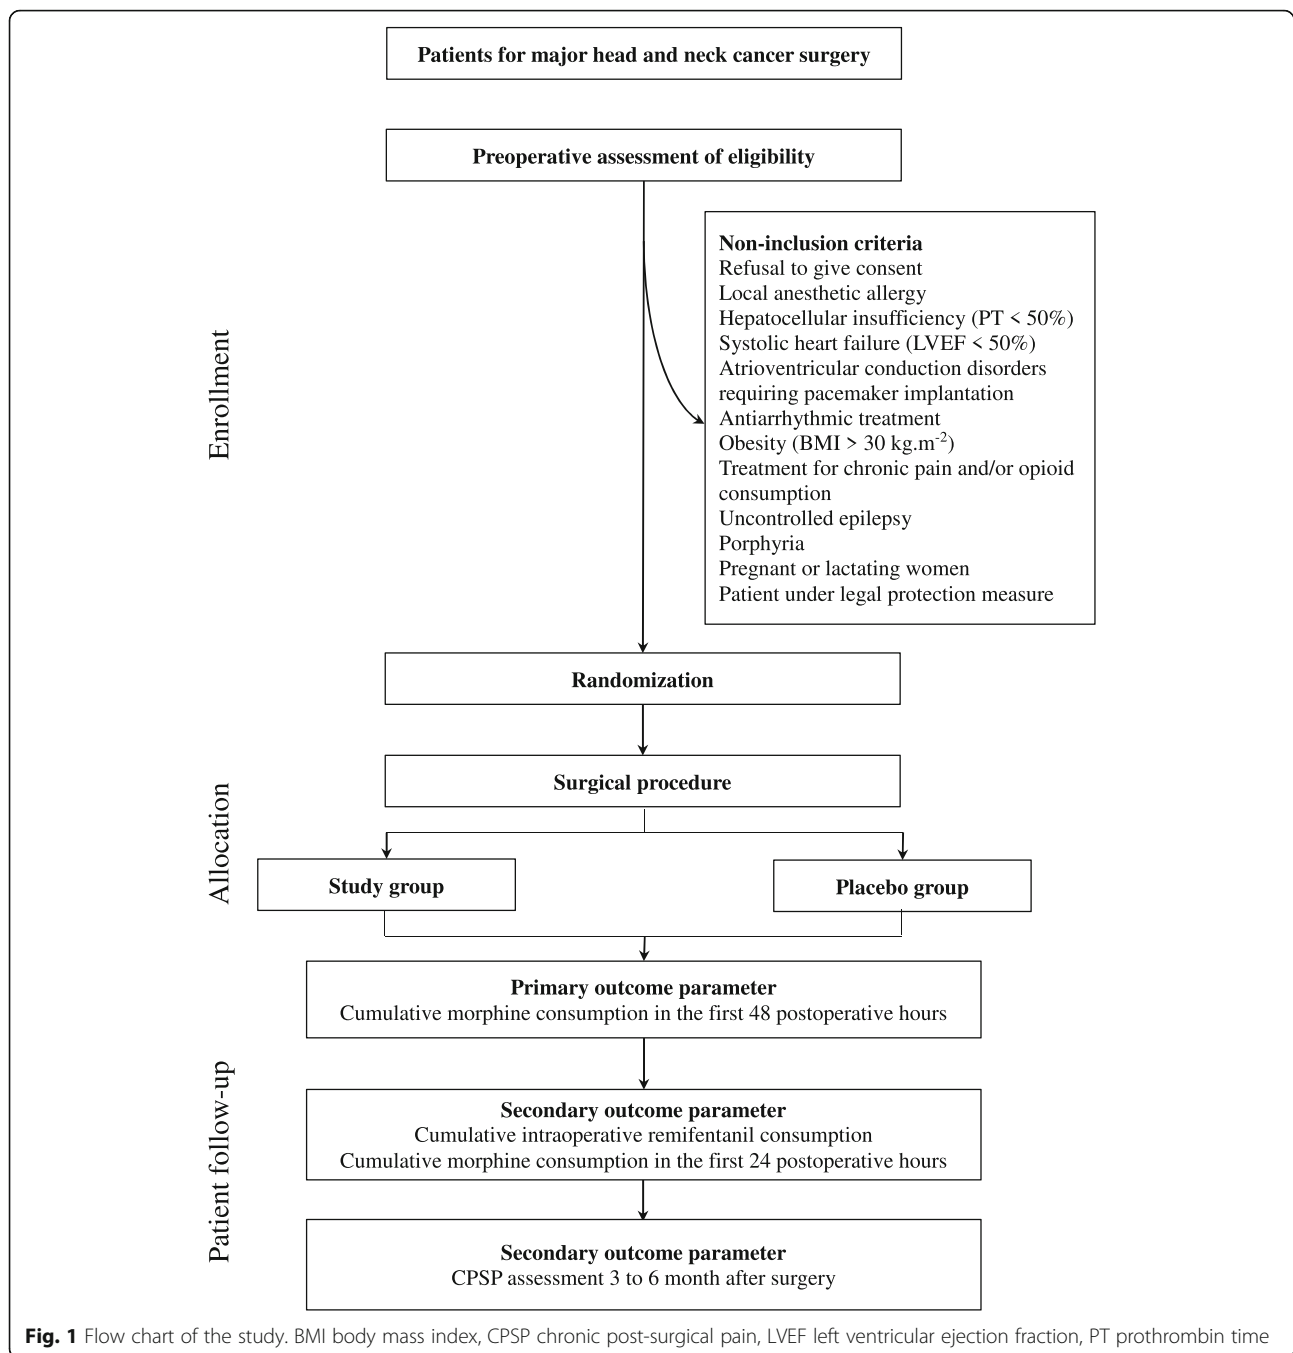 Patients for major head and neck cancer surgery
Preoperative assessment of eligibility
Enrollment
Non-inclusion criteria
Refusal to give consent
Local anesthetic allergy
Hepatocellular insufficiency (PT < 50%)
Systolic heart failure (LVEF < 50%)
Atrioventricular conduction disorders
requiring pacemaker implantation
Antiarrhythmic treatment
Obesity (BMI > 30 kg.m⁻²)
Treatment for chronic pain and/or opioid
consumption
Uncontrolled epilepsy
Porphyria
Pregnant or lactating women
Patient under legal protection measure
Randomization
Allocation
Surgical procedure
Study group
Placebo group
Patient follow-up
Primary outcome parameter
Cumulative morphine consumption in the first 48 postoperative hours
Secondary outcome parameter
Cumulative intraoperative remifentanil consumption
Cumulative morphine consumption in the first 24 postoperative hours
Secondary outcome parameter
CPSP assessment 3 to 6 month after surgery
Fig. 1 Flow chart of the study. BMI body mass index, CPSP chronic post-surgical pain, LVEF left ventricular ejection fraction, PT prothrombin time